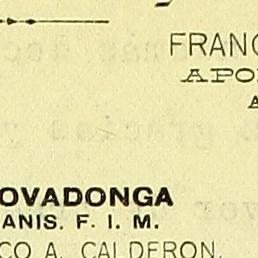 FRANC
APO
A
OVADONGA
ANIS. F. I. M.
CO A. CALDERON.